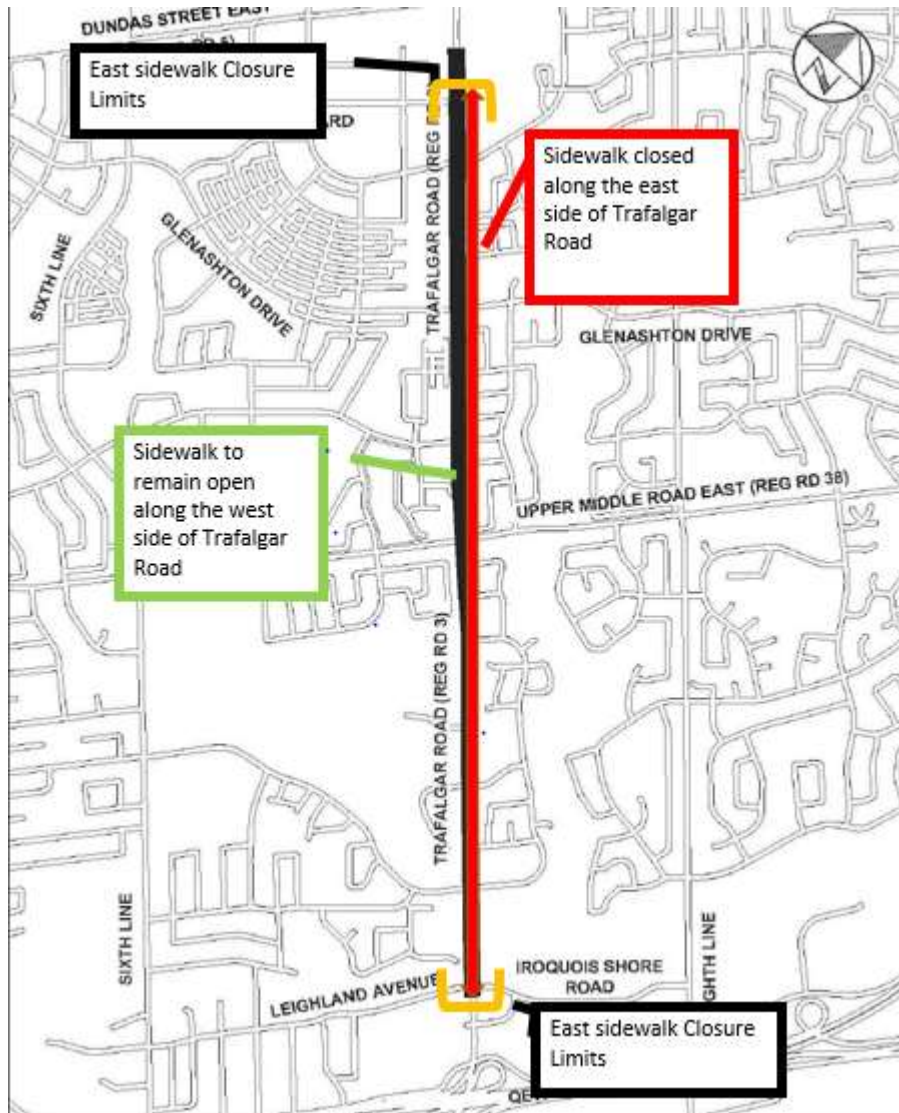 DUNDAS STREET EAST
East sidewalk Closure
Limits
TRAFALGAR ROAD (REG
Sidewalk closed
along the east
side of Trafalgar
Road
SIXTH LINE
GLENASHTON DRIVE
GLENASHTON DRIVE
Sidewalk to
remain open
along the west
side of Trafalgar
Road
UPPER MIDDLE ROAD EAST (REG RD 38)
TRAFALGAR ROAD (REG RD 3)
SIXTH LINE
GHTH LINE
LEIGHLAND AVENUE
IROQUOIS SHORE
ROAD
East sidewalk Closure
Limits